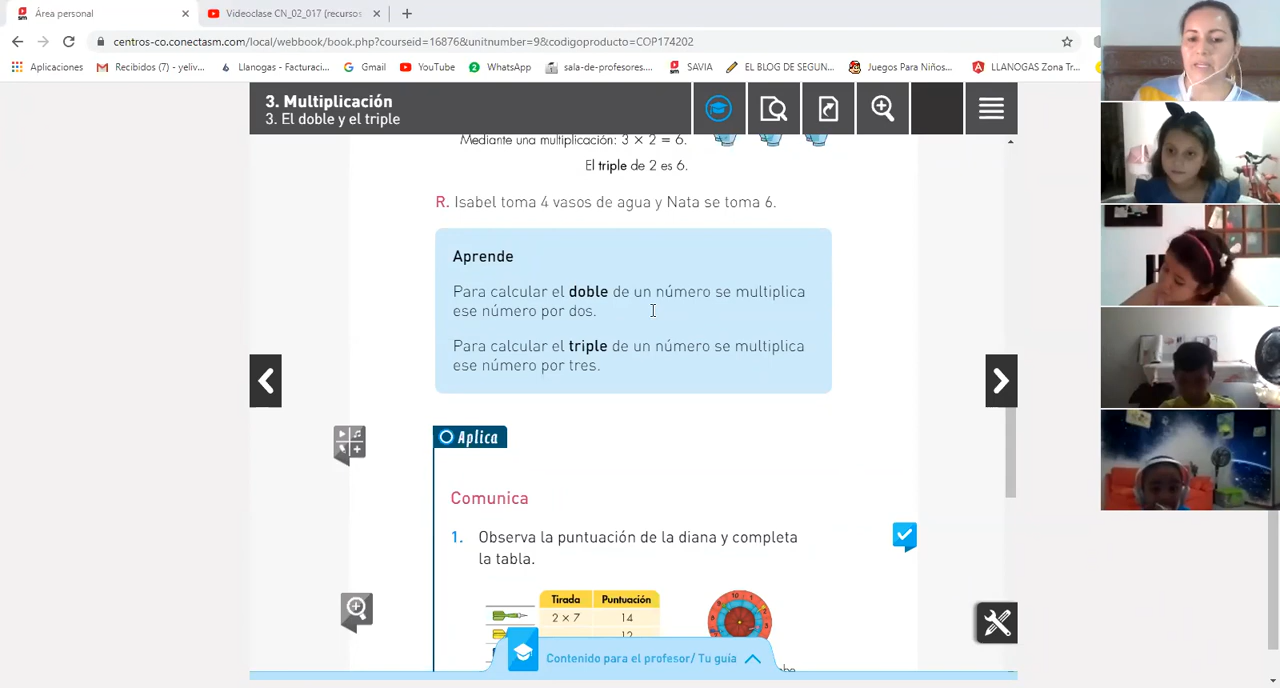 Área personal
Videoclase CN_02_017 (recursos
centros-co.conectasm.com/local/webbook/book.php?courseid=16876&unitnumber=9&codigoproducto=COP174202
Aplicaciones
Recibidos (7) - yeliv...
Llanogas - Facturaci...
Gmail
YouTube
WhatsApp
sala-de-profesores....
SAVIA
EL BLOG DE SEGUN...
Juegos Para Niños...
LLANOGAS Zona Tr...
3. Multiplicación
3. El doble y el triple
Mediante una multiplicación: 3 × 2 = 6.
El triple de 2 es 6.
R. Isabel toma 4 vasos de agua y Nata se toma 6.
Aprende
Para calcular el doble de un número se multiplica
ese número por dos.
Para calcular el triple de un número se multiplica
ese número por tres.
Aplica
Comunica
1. Observa la puntuación de la diana y completa
la tabla.
Tirada Puntuación
2 × 7 14
12
Contenido para el profesor/ Tu guía